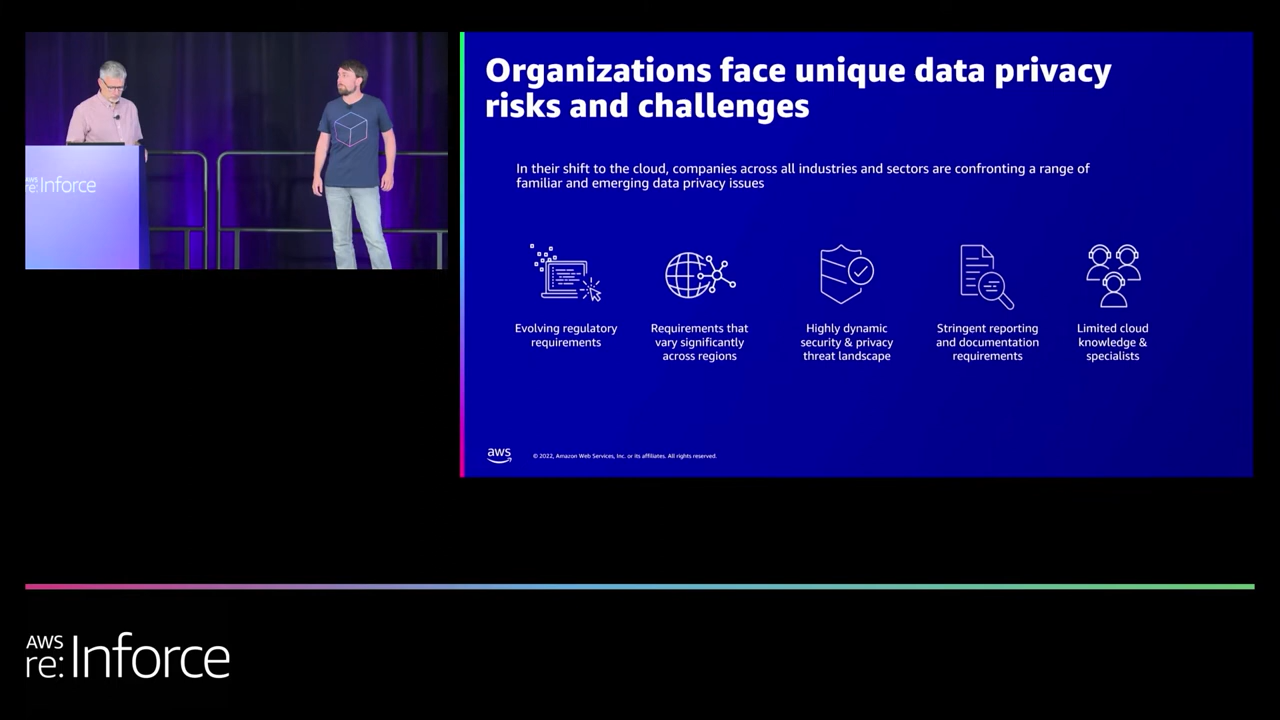 AWS
re:Inforce
Organizations face unique data privacy
risks and challenges
In their shift to the cloud, companies across all industries and sectors are confronting a range of
familiar and emerging data privacy issues
Evolving regulatory
requirements
Requirements that
vary significantly
across regions
Highly dynamic
security & privacy
threat landscape
Stringent reporting
and documentation
requirements
Limited cloud
knowledge &
specialists
aws
© 2022, Amazon Web Services, Inc. or its affiliates. All rights reserved.
AWS
re:Inforce